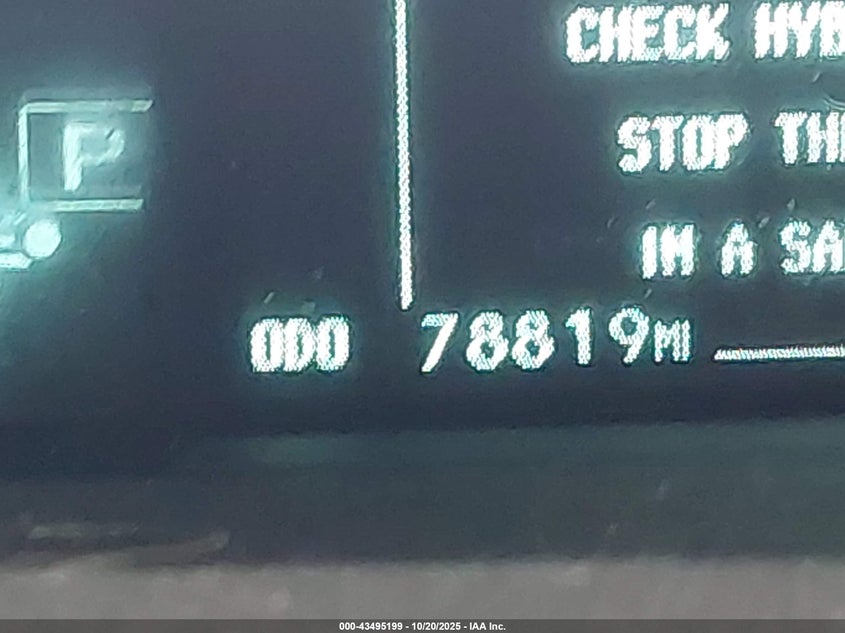 CHECK HYB
P
STOP TH
IN A SA
ODO 78819MI
000-43495199 - 10/20/2025 - IAA Inc.